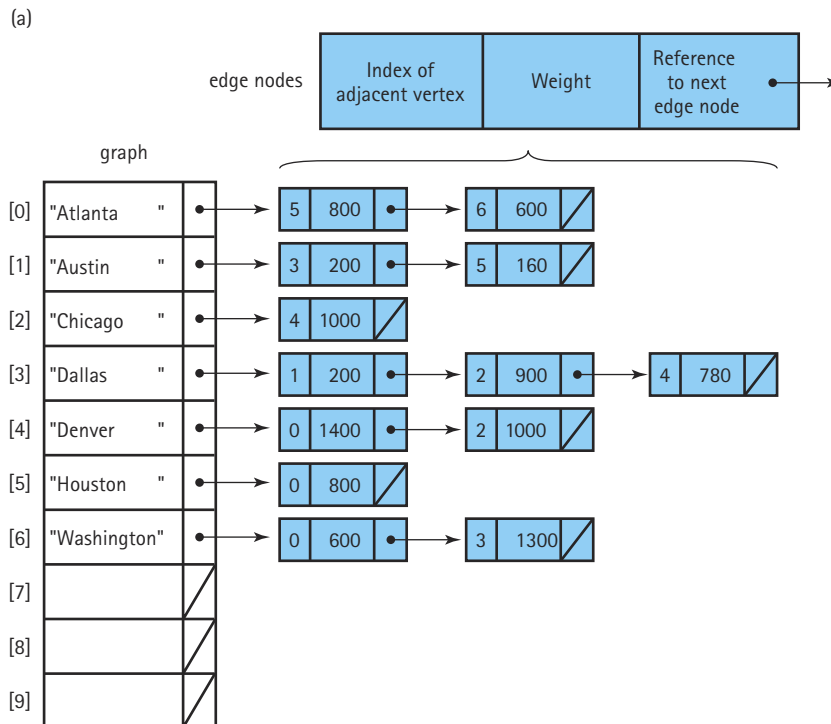 (a)
edge nodes
Index of
adjacent vertex
Weight
Reference
to next
edge node
graph
[0] "Atlanta " 5 800 6 600
[1] "Austin " 3 200 5 160
[2] "Chicago " 4 1000
[3] "Dallas " 1 200 2 900 4 780
[4] "Denver " 0 1400 2 1000
[5] "Houston " 0 800
[6] "Washington" 0 600 3 1300
[7]
[8]
[9]